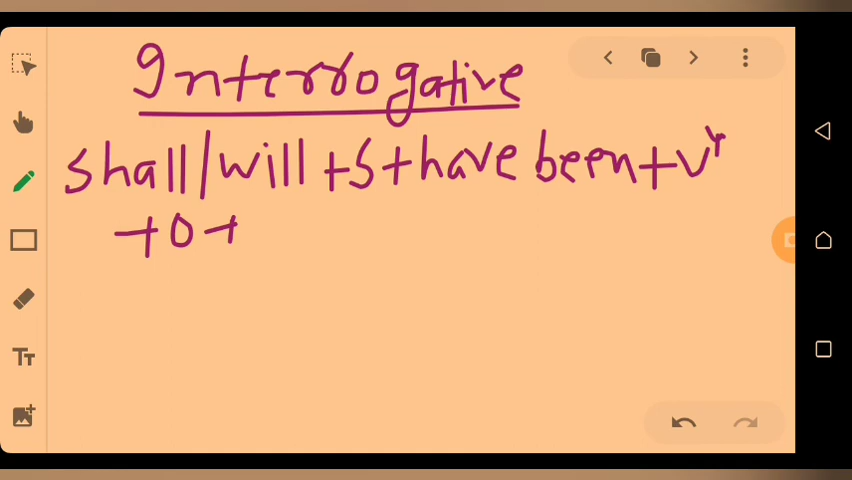 Interrogative
shall/will +S+have been+v⁴
+O+